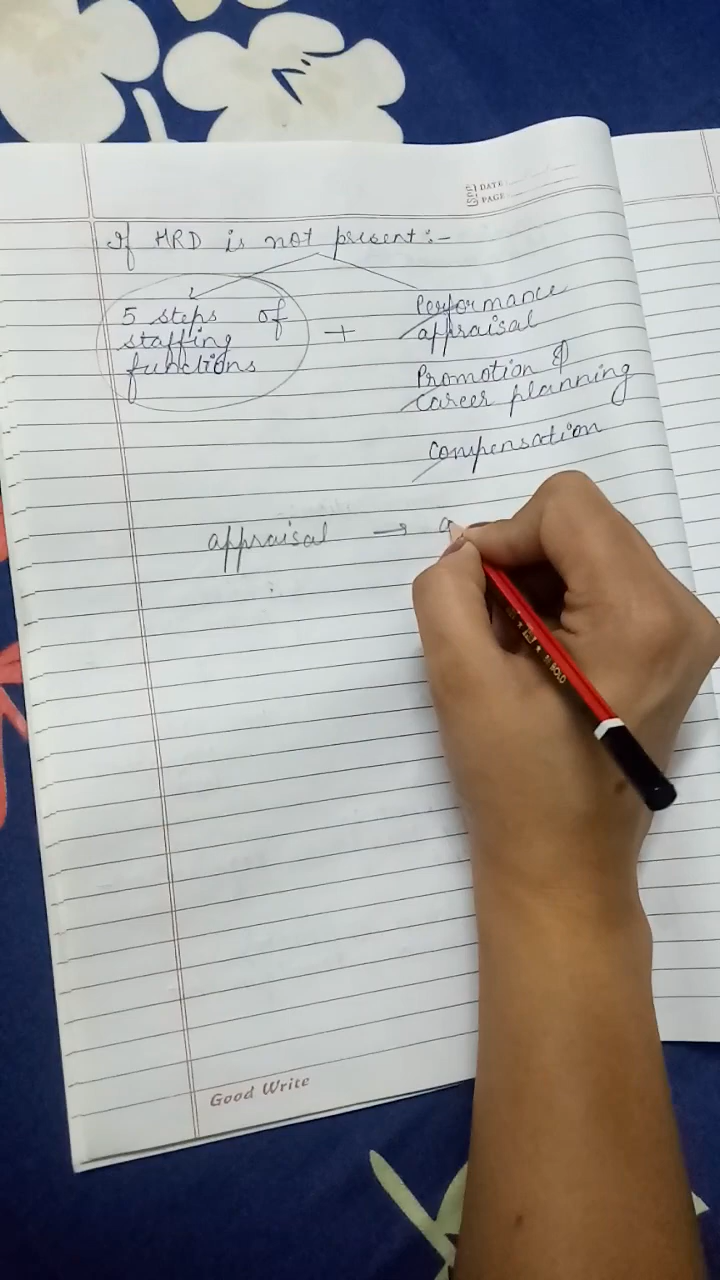 DATE
PAGE
If HRD is not present :-
5 steps of
staffing
functions
+
Performance
appraisal
Promotion &
career planning
compensation
appraisal → a
BOLD
Good Write